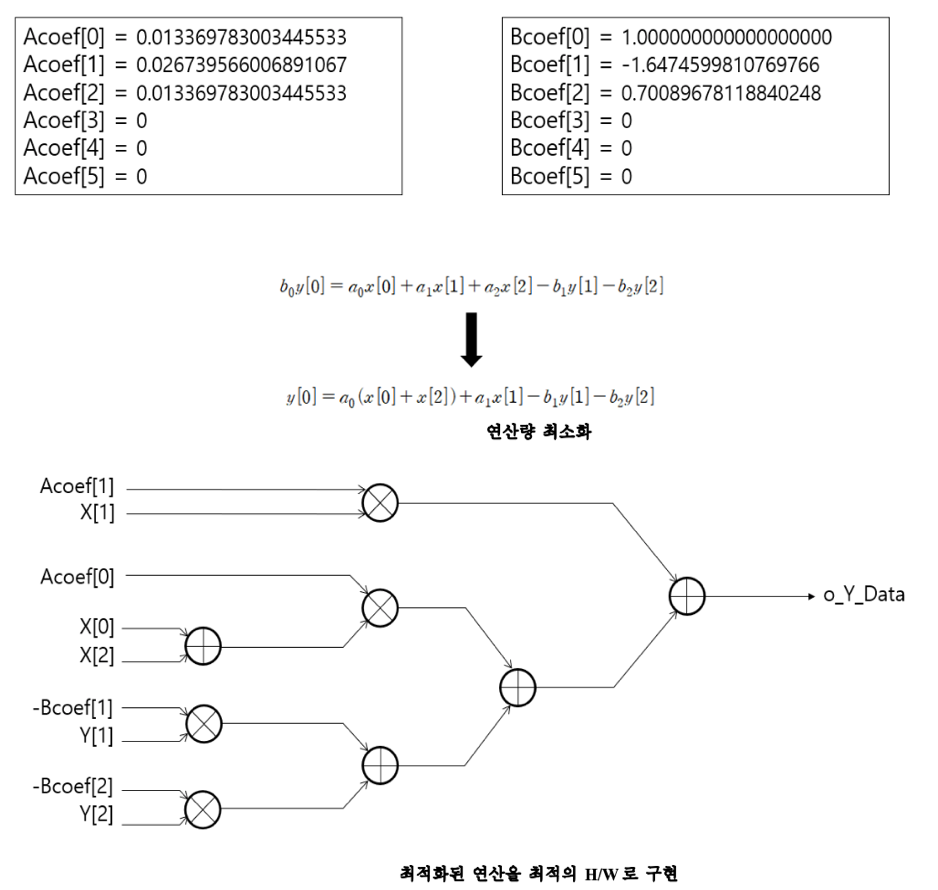 Acoef[0] = 0.013369783003445533
Acoef[1] = 0.026739566006891067
Acoef[2] = 0.013369783003445533
Acoef[3] = 0
Acoef[4] = 0
Acoef[5] = 0
Bcoef[0] = 1.000000000000000000
Bcoef[1] = -1.6474599810769766
Bcoef[2] = 0.70089678118840248
Bcoef[3] = 0
Bcoef[4] = 0
Bcoef[5] = 0
b₀y[0] = a₀x[0] + a₁x[1] + a₂x[2] − b₁y[1] − b₂y[2]
y[0] = a₀(x[0] + x[2]) + a₁x[1] − b₁y[1] − b₂y[2]
연산량 최소화
Acoef[1]
X[1]
Acoef[0]
X[0]
X[2]
-Bcoef[1]
Y[1]
-Bcoef[2]
Y[2]
o_Y_Data
최적화된 연산을 최적의 H/W로 구현